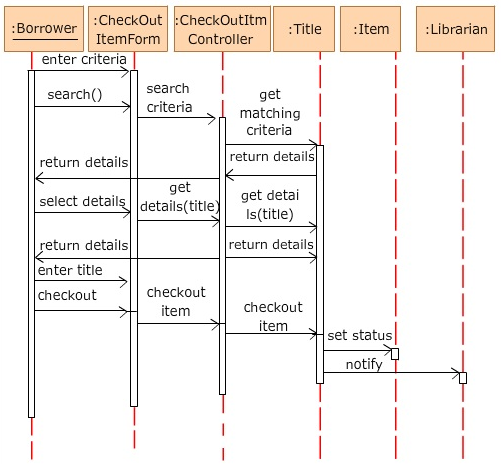 :Borrower
:CheckOut
ItemForm
:CheckOutItm
Controller
:Title
:Item
:Librarian
enter criteria
search()
search
criteria
get
matching
criteria
return details
return details
select details
get
details(title)
get detai
ls(title)
return details
return details
enter title
checkout
checkout
item
checkout
item
set status
notify